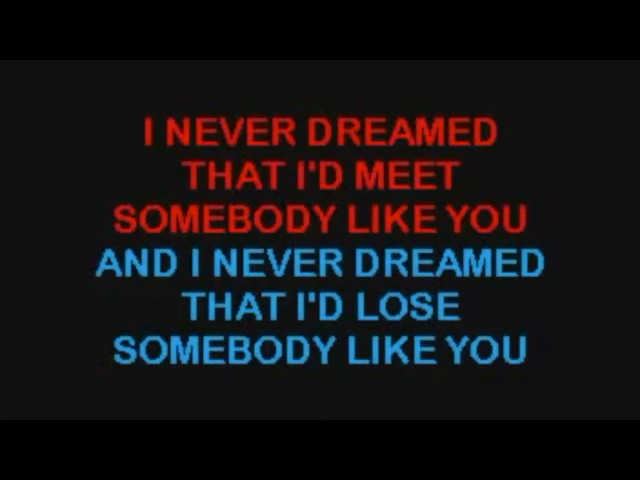 I NEVER DREAMED
THAT I'D MEET
SOMEBODY LIKE YOU
AND I NEVER DREAMED
THAT I'D LOSE
SOMEBODY LIKE YOU